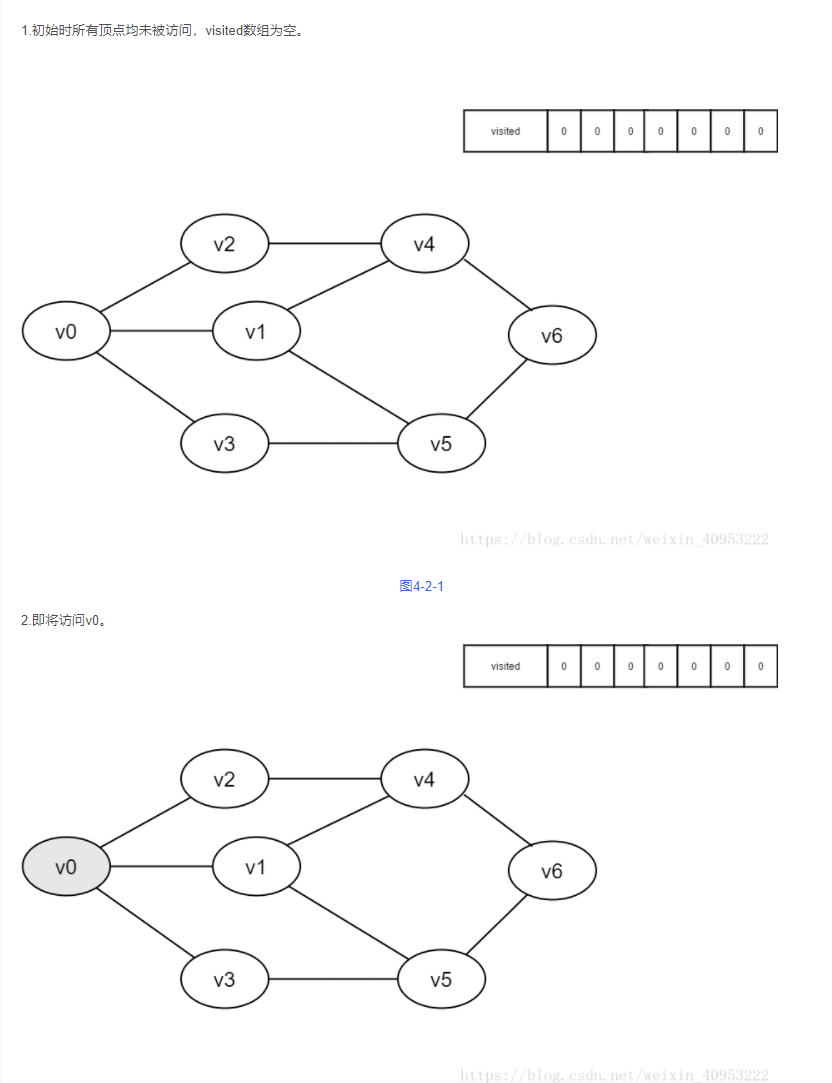 1.初始时所有顶点均未被访问，visited数组为空。
visited 0 0 0 0 0 0 0
v2 v4
v0 v1 v6
v3 v5
https://blog.csdn.net/weixin_40953222
图4-2-1
2.即将访问v0。
visited 0 0 0 0 0 0 0
v2 v4
v0 v1 v6
v3 v5
https://blog.csdn.net/weixin_40953222